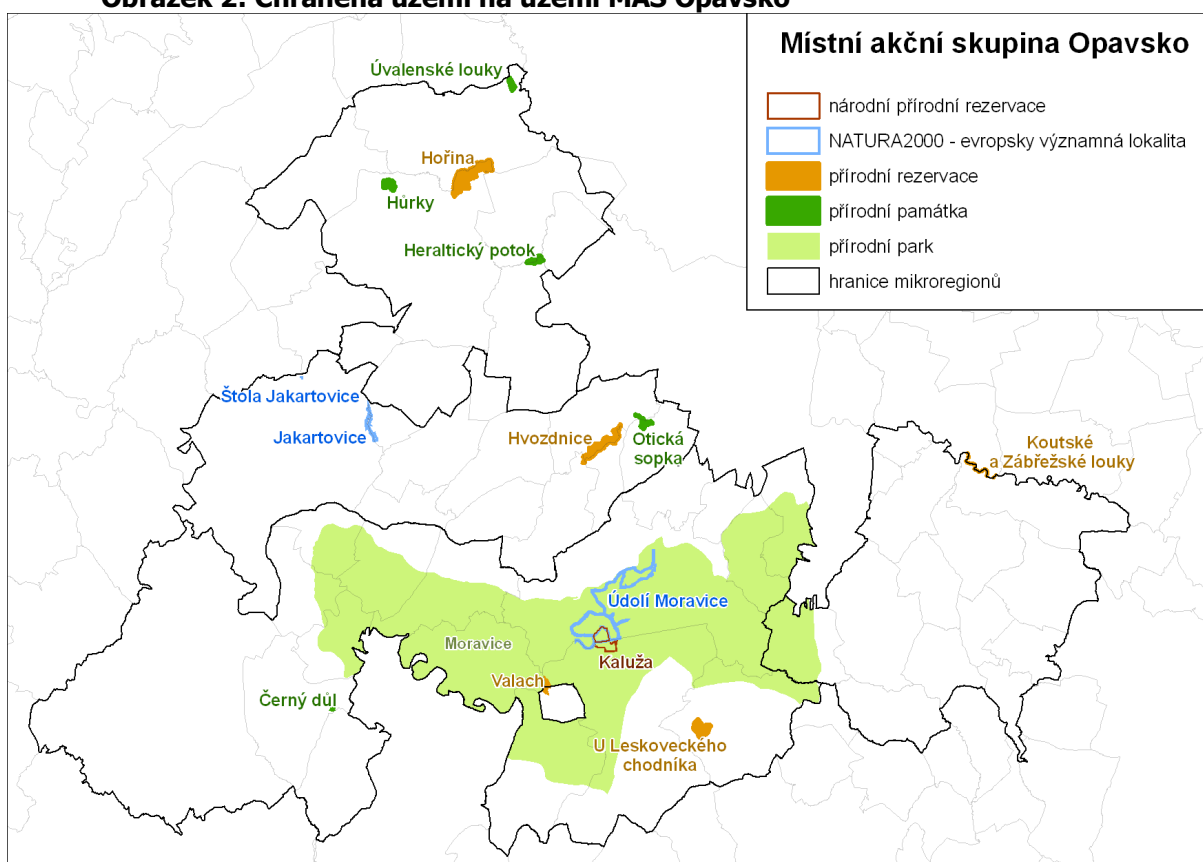 Obrázek 2: Chráněná území na území MAS Opavsko
Místní akční skupina Opavsko
národní přírodní rezervace
NATURA2000 - evropsky významná lokalita
přírodní rezervace
přírodní památka
přírodní park
hranice mikroregionů
Úvalenské louky
Hořina
Hůrky
Heraltický potok
Štóla Jakartovice
Jakartovice
Hvozdnice
Otická
sopka
Koutské
a Zábřežské louky
Údolí Moravice
Moravice
Kaluža
Valach
Černý důl
U Leskoveckého
chodníka